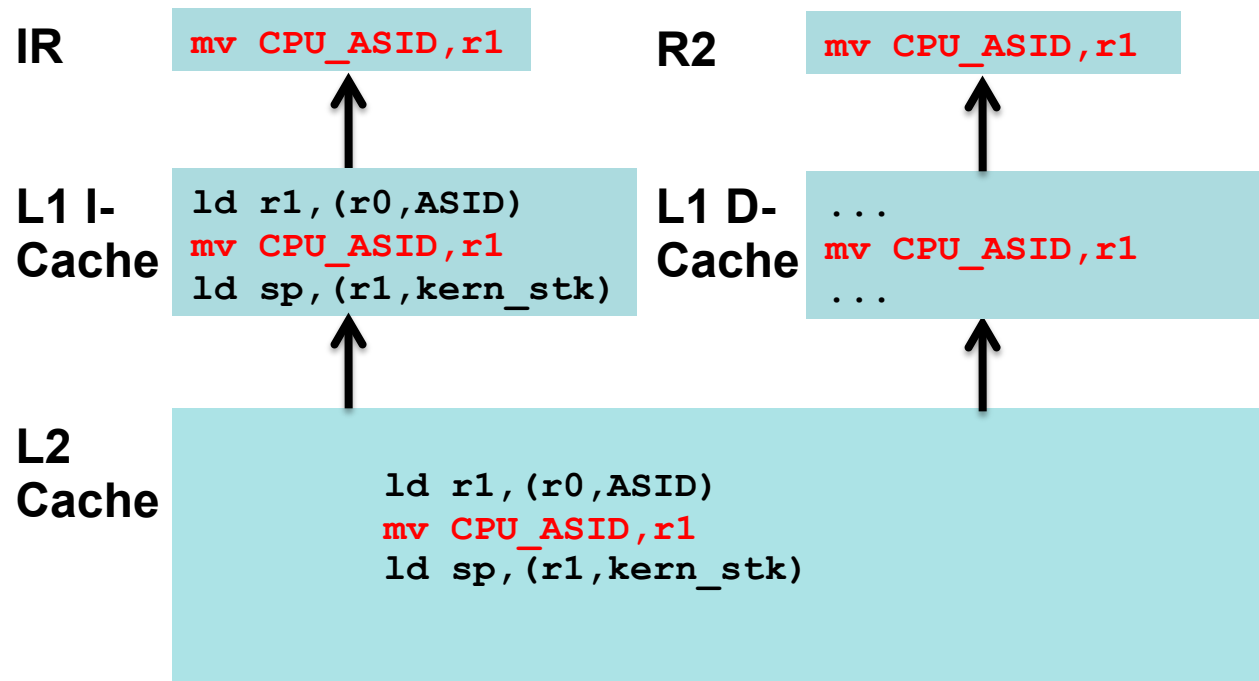 IR
mv CPU_ASID,r1
R2
mv CPU_ASID,r1
L1 I-
Cache
ld r1,(r0,ASID)
mv CPU_ASID,r1
ld sp,(r1,kern_stk)
L1 D-
Cache
...
mv CPU_ASID,r1
...
L2
Cache
ld r1,(r0,ASID)
mv CPU_ASID,r1
ld sp,(r1,kern_stk)